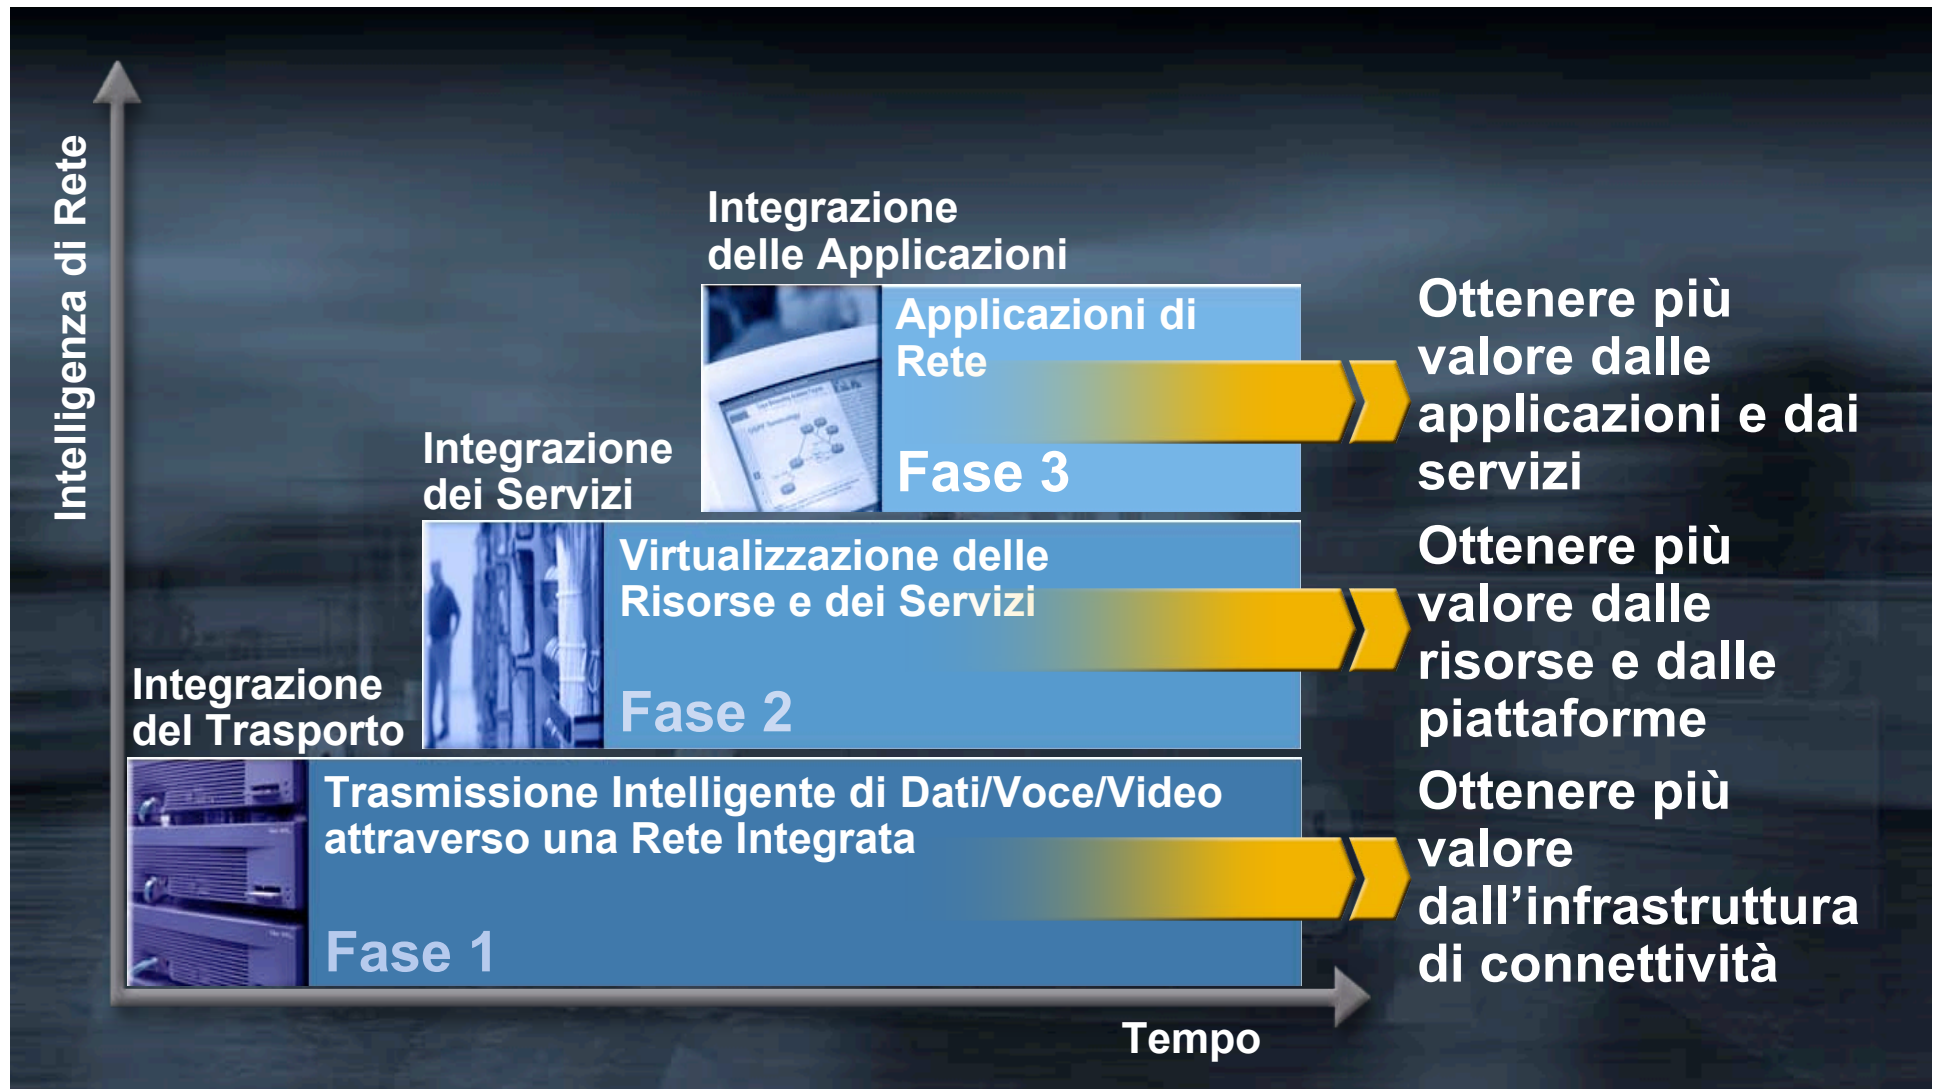 Intelligenza di Rete
Integrazione
delle Applicazioni
Applicazioni di
Rete
Fase 3
Ottenere più
valore dalle
applicazioni e dai
servizi
Integrazione
dei Servizi
Virtualizzazione delle
Risorse e dei Servizi
Fase 2
Ottenere più
valore dalle
risorse e dalle
piattaforme
Integrazione
del Trasporto
Trasmissione Intelligente di Dati/Voce/Video
attraverso una Rete Integrata
Fase 1
Ottenere più
valore
dall’infrastruttura
di connettività
Tempo